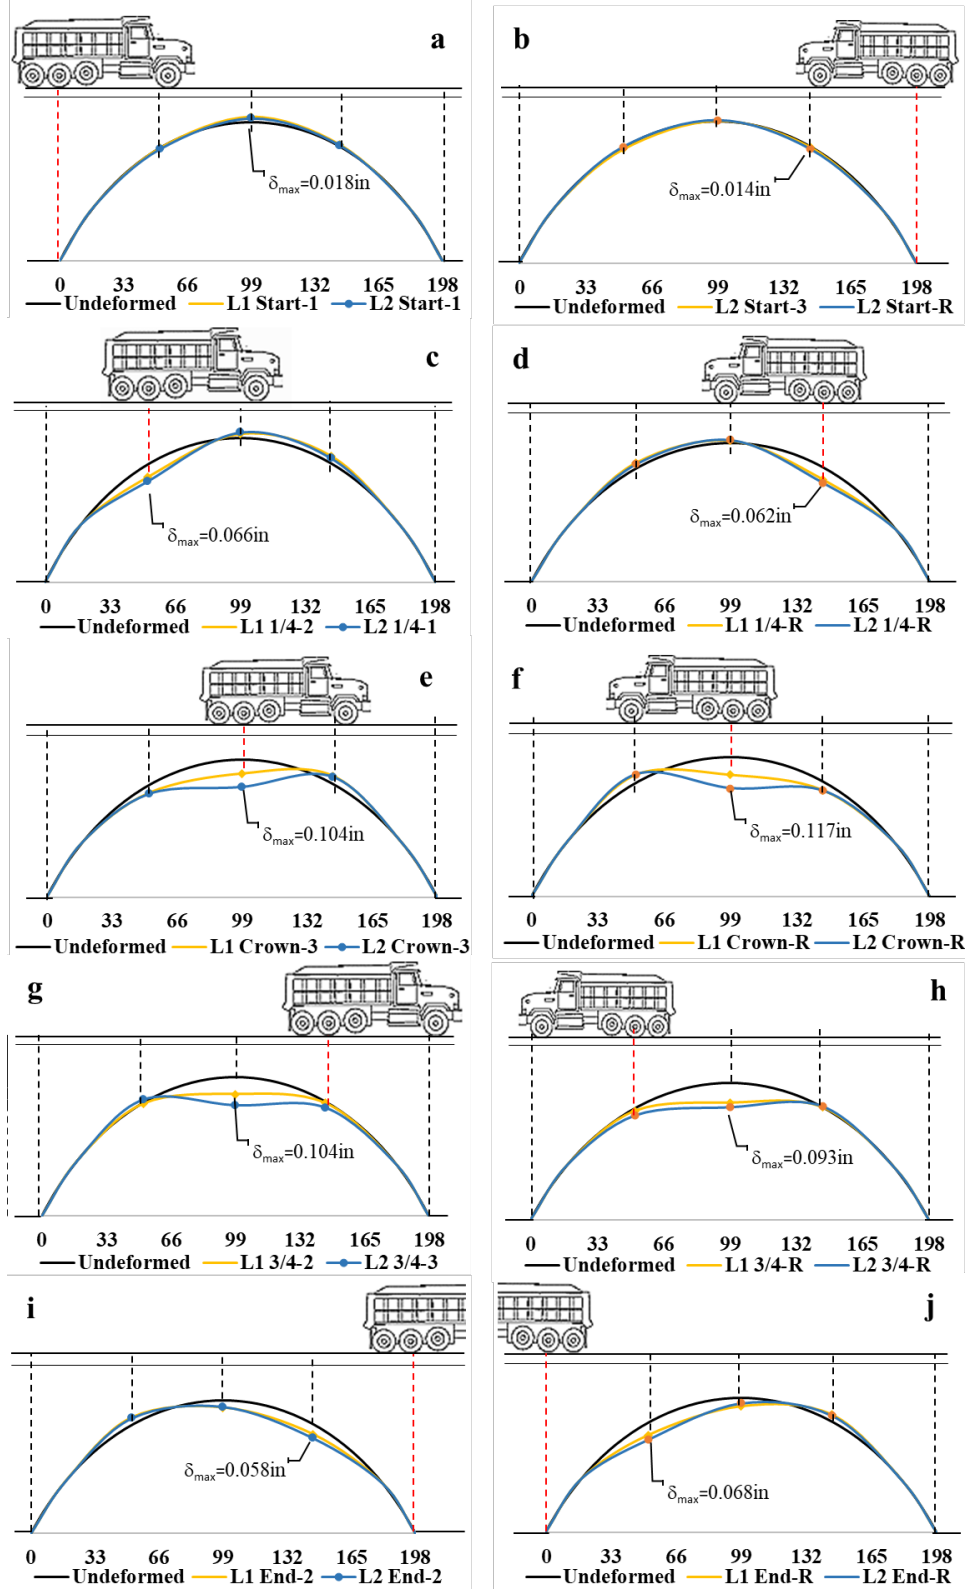 a
δmax=0.018in
0 33 66 99 132 165 198
Undeformed L1 Start-1 L2 Start-1
b
δmax=0.014in
0 33 66 99 132 165 198
Undeformed L2 Start-3 L2 Start-R
c
δmax=0.066in
0 33 66 99 132 165 198
Undeformed L1 1/4-2 L2 1/4-1
d
δmax=0.062in
0 33 66 99 132 165 198
Undeformed L1 1/4-R L2 1/4-R
e
δmax=0.104in
0 33 66 99 132 165 198
Undeformed L1 Crown-3 L2 Crown-3
f
δmax=0.117in
0 33 66 99 132 165 198
Undeformed L1 Crown-R L2 Crown-R
g
δmax=0.104in
0 33 66 99 132 165 198
Undeformed L1 3/4-2 L2 3/4-3
h
δmax=0.093in
0 33 66 99 132 165 198
Undeformed L1 3/4-R L2 3/4-R
i
δmax=0.058in
0 33 66 99 132 165 198
Undeformed L1 End-2 L2 End-2
j
δmax=0.068in
0 33 66 99 132 165 198
Undeformed L1 End-R L2 End-R